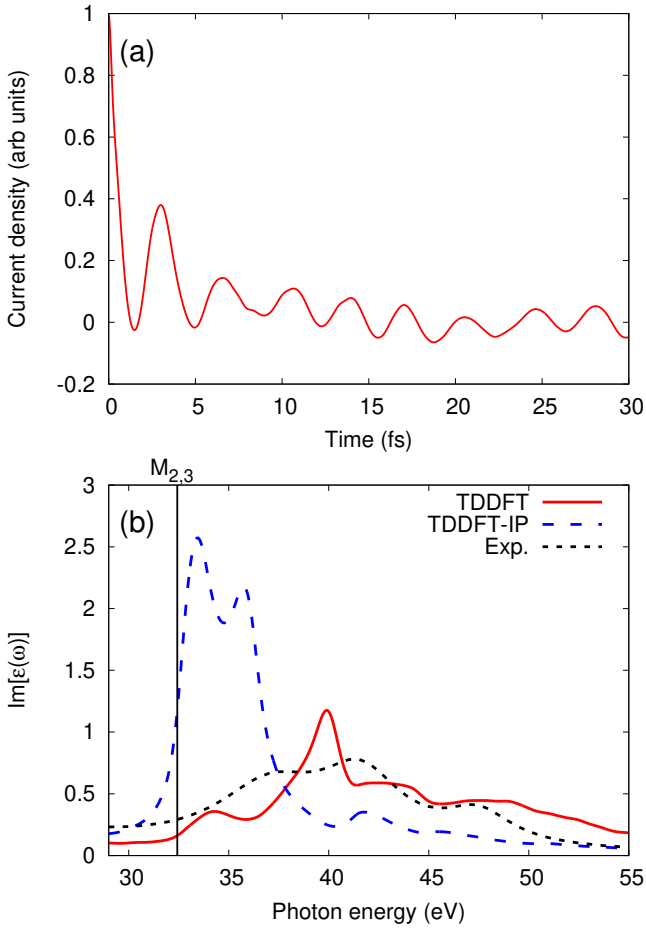 1
(a)
0.8
0.6
0.4
0.2
0
-0.2
Current density (arb units)
0 5 10 15 20 25 30
Time (fs)
M2,3
3
(b)
TDDFT
TDDFT-IP
Exp.
2.5
2
1.5
1
0.5
0
Im[ε(ω)]
30 35 40 45 50 55
Photon energy (eV)